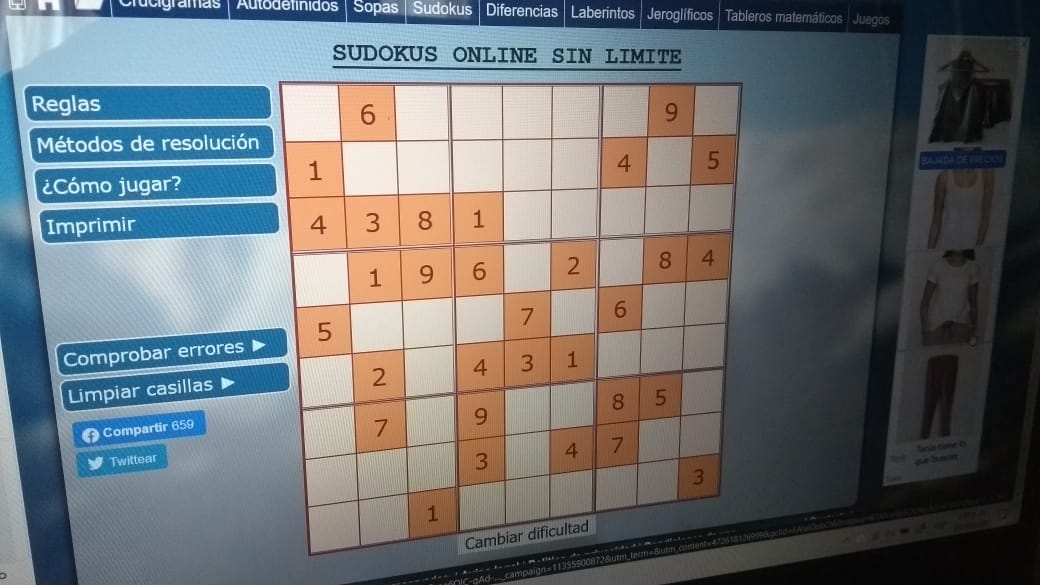 Crucigramas Autodefinidos Sopas Sudokus Diferencias Laberintos Jeroglíficos Tableros matemáticos Juegos
SUDOKUS ONLINE SIN LIMITE
Reglas
Métodos de resolución
¿Cómo jugar?
Imprimir
Comprobar errores ▶
Limpiar casillas ▶
Compartir 659
Twittear
6 9
1 4 5
4 3 8 1
1 9 6 2 8 4
5 7 6
2 4 3 1
7 9 8 5
3 4 7
1 3
Cambiar dificultad
BAJADA DE PRECIOS